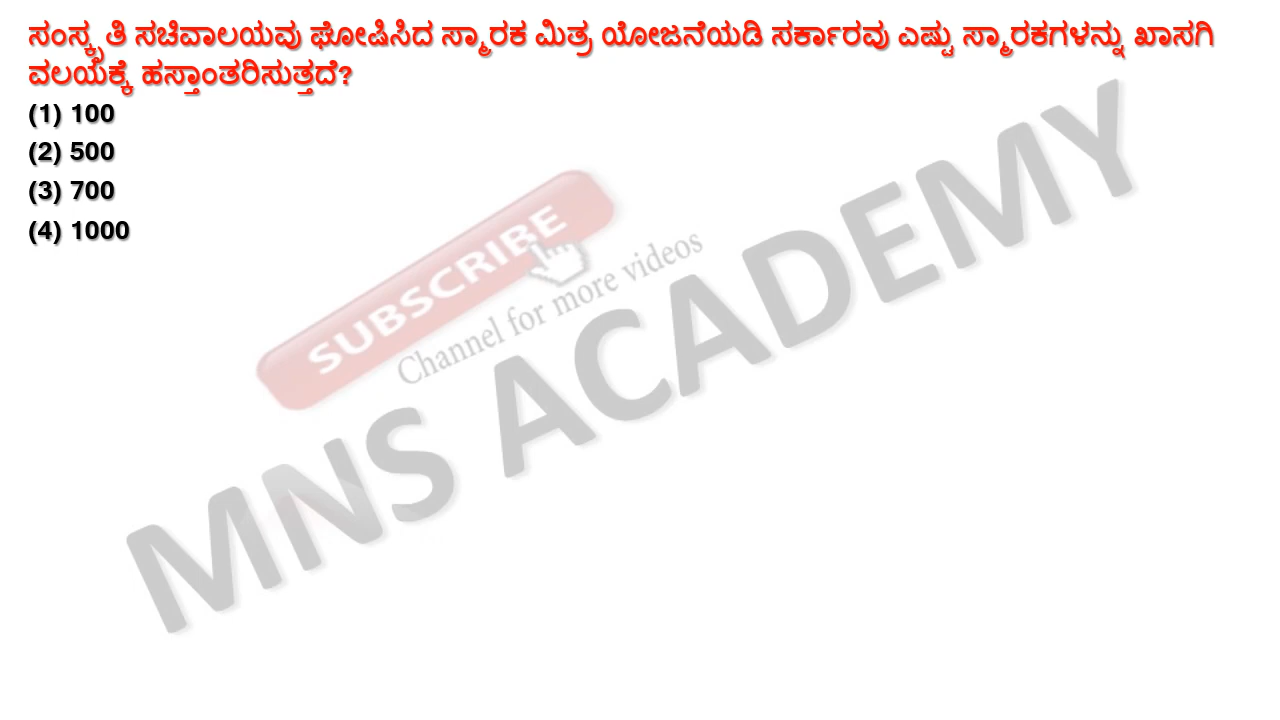 ಸಂಸ್ಕೃತಿ ಸಚಿವಾಲಯವು ಘೋಷಿಸಿದ ಸ್ಮಾರಕ ಮಿತ್ರ ಯೋಜನೆಯಡಿ ಸರ್ಕಾರವು ಎಷ್ಟು ಸ್ಮಾರಕಗಳನ್ನು ಖಾಸಗಿ
ವಲಯಕ್ಕೆ ಹಸ್ತಾಂತರಿಸುತ್ತದೆ?
(1) 100
(2) 500
(3) 700
(4) 1000
SUBSCRIBE
Channel for more videos
MNS ACADEMY